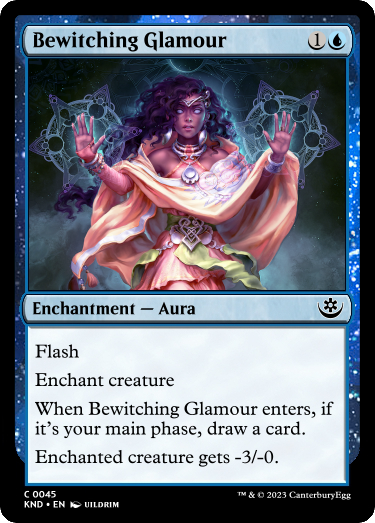 Bewitching Glamour 1
Enchantment — Aura
Flash
Enchant creature
When Bewitching Glamour enters, if
it's your main phase, draw a card.
Enchanted creature gets -3/-0.
C 0045
KND • EN UILDRIM
™ & © 2023 CanterburyEgg